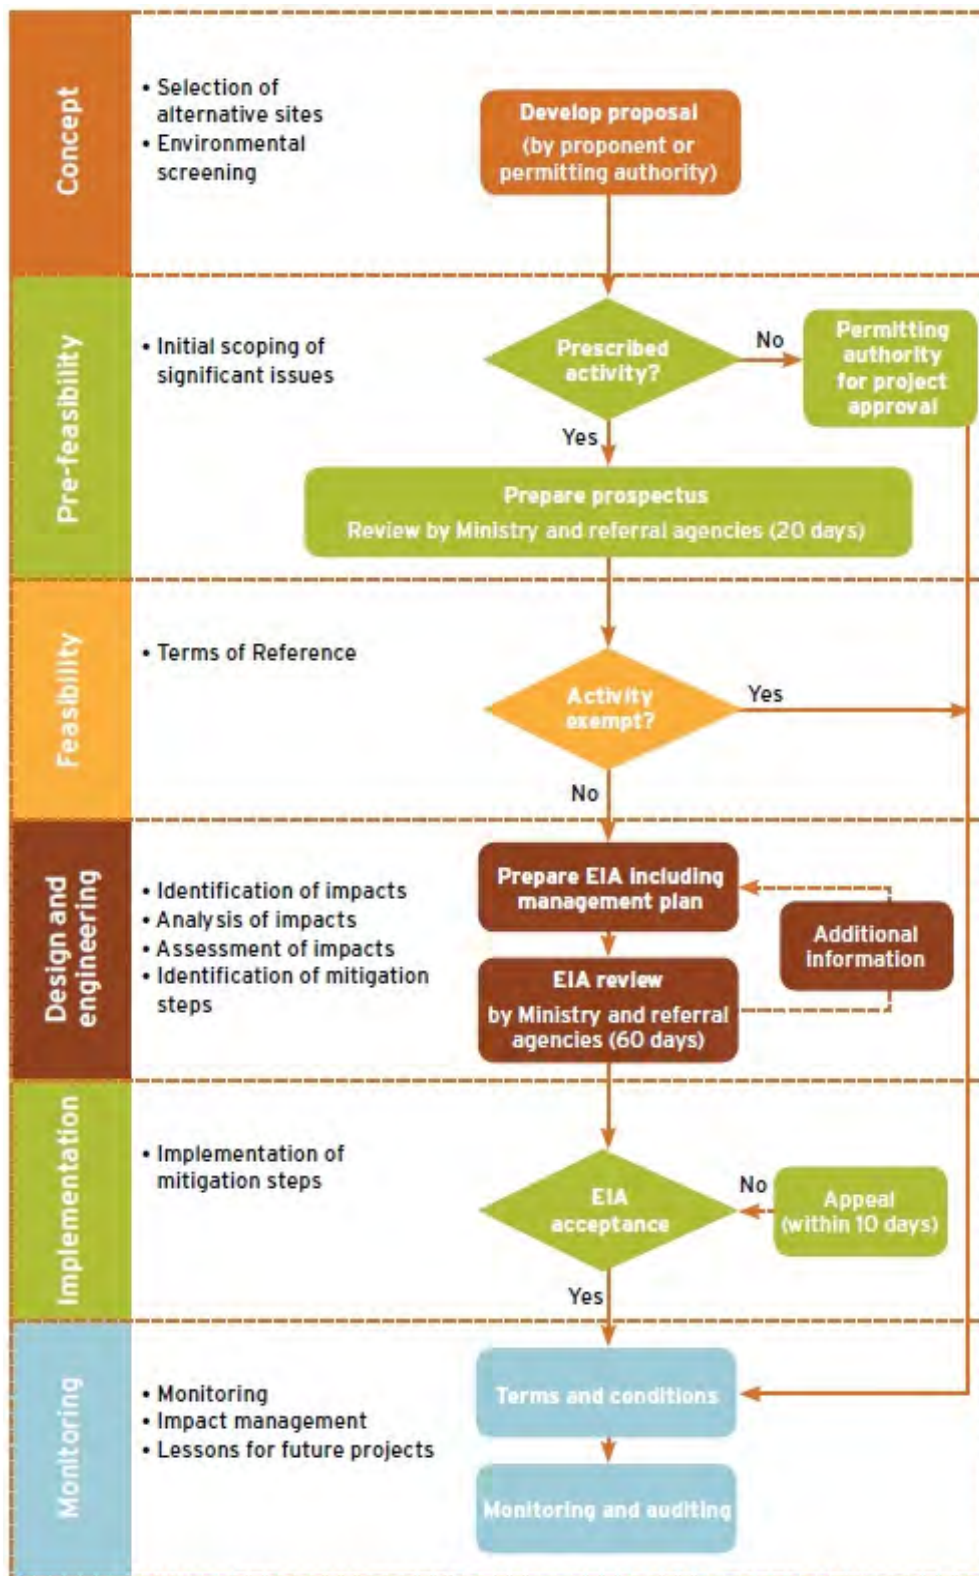 Concept
• Selection of
alternative sites
• Environmental
screening
Develop proposal
(by proponent or
permitting authority)
Pre-feasibility
• Initial scoping of
significant issues
Prescribed
activity?
No
Permitting
authority
for project
approval
Yes
Prepare prospectus
Review by Ministry and referral agencies (20 days)
Feasibility
• Terms of Reference
Activity
exempt?
Yes
No
Design and
engineering
• Identification of impacts
• Analysis of impacts
• Assessment of impacts
• Identification of mitigation
steps
Prepare EIA including
management plan
Additional
information
EIA review
by Ministry and referral
agencies (60 days)
Implementation
• Implementation of
mitigation steps
EIA
acceptance
No
Appeal
(within 10 days)
Yes
Monitoring
• Monitoring
• Impact management
• Lessons for future projects
Terms and conditions
Monitoring and auditing